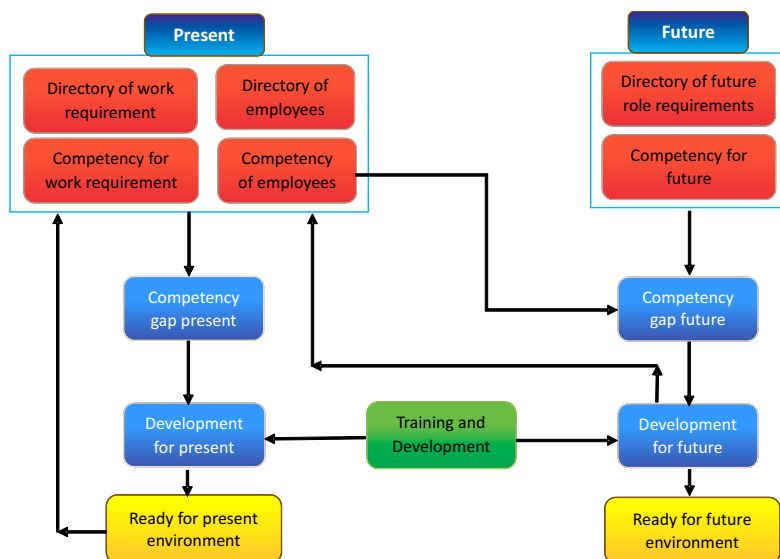 Present
Future
Directory of work
requirement
Directory of
employees
Directory of future
role requirements
Competency for
work requirement
Competency
of employees
Competency for
future
Competency
gap present
Competency
gap future
Development
for present
Training and
Development
Development
for future
Ready for present
environment
Ready for future
environment